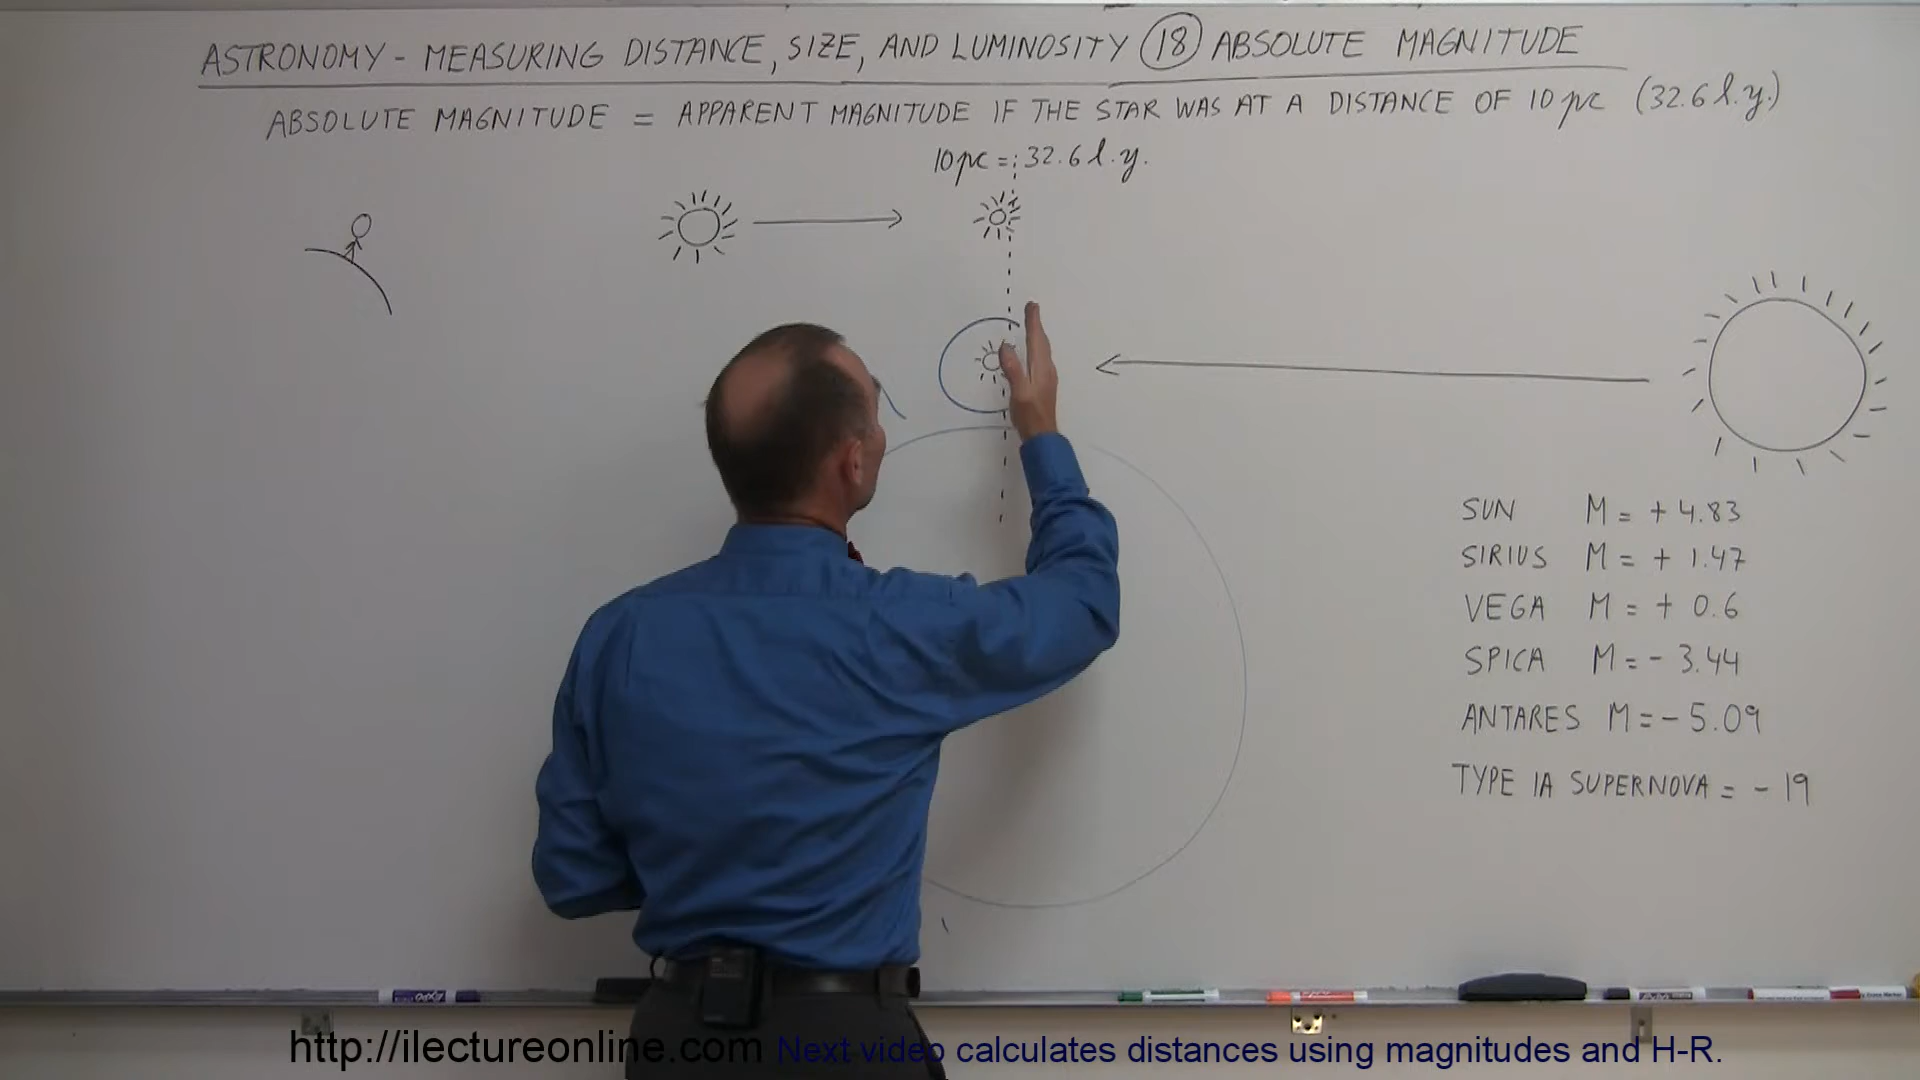 ASTRONOMY - MEASURING DISTANCE, SIZE, AND LUMINOSITY 18 ABSOLUTE MAGNITUDE
ABSOLUTE MAGNITUDE = APPARENT MAGNITUDE IF THE STAR WAS AT A DISTANCE OF 10 pc (32.6 l.y.)
10 pc = 32.6 l.y.
SUN M = + 4.83
SIRIUS M = + 1.47
VEGA M = + 0.6
SPICA M = - 3.44
ANTARES M = - 5.09
TYPE IA SUPERNOVA = - 19
http://ilectureonline.com Next video calculates distances using magnitudes and H-R.